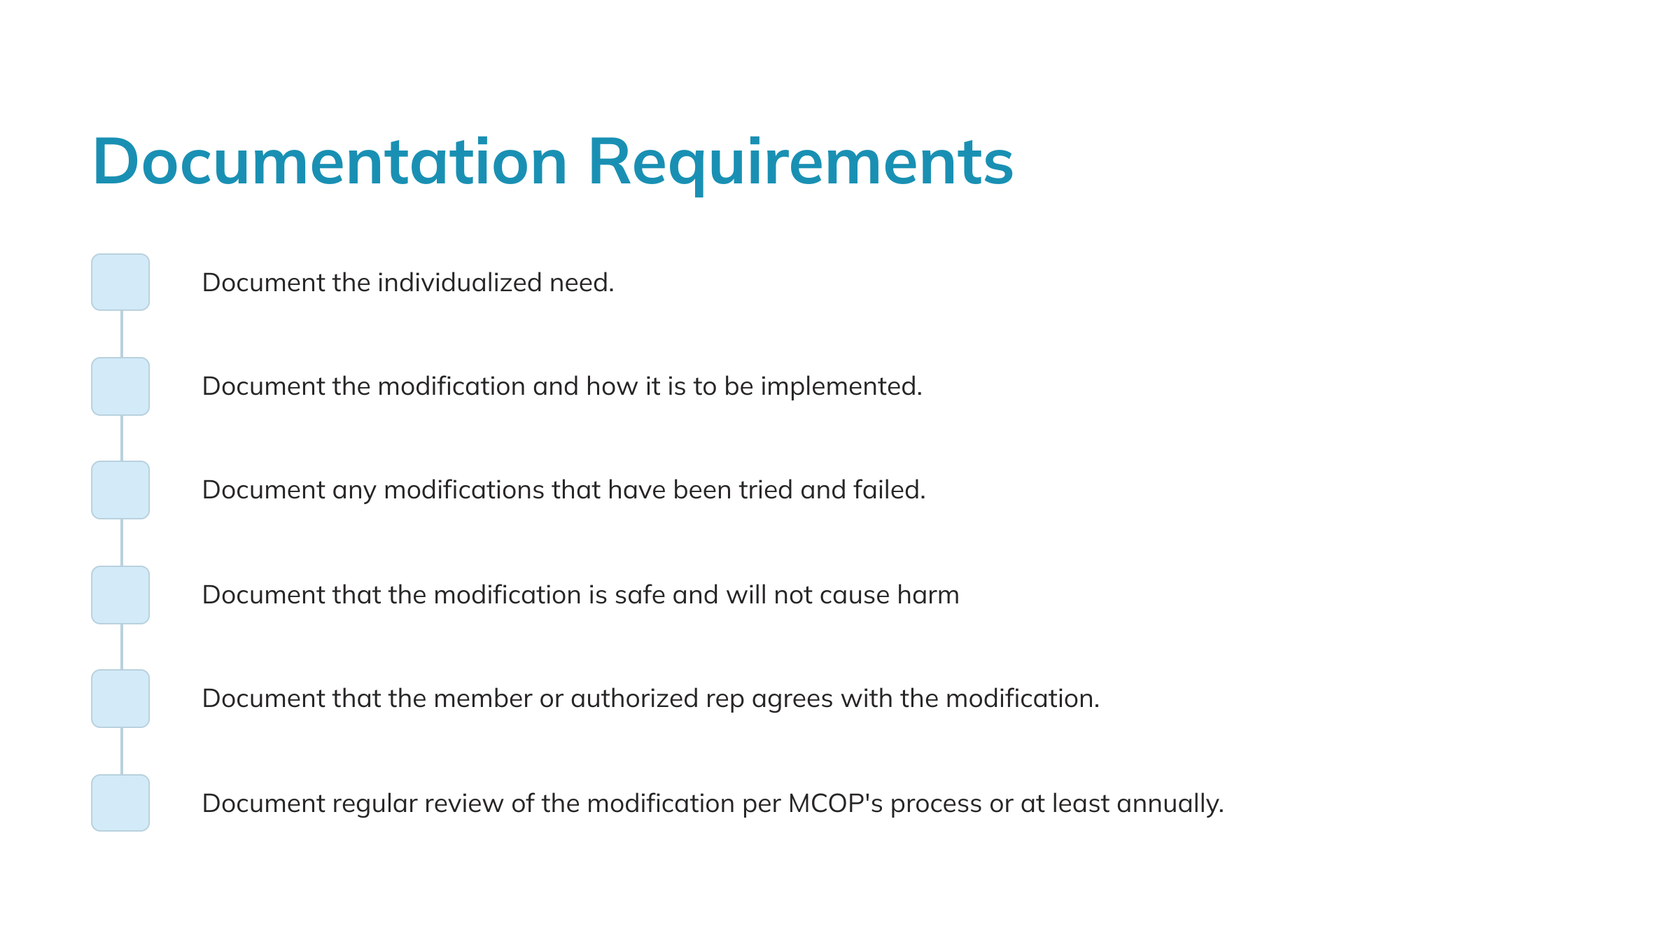 Documentation Requirements
Document the individualized need.
Document the modification and how it is to be implemented.
Document any modifications that have been tried and failed.
Document that the modification is safe and will not cause harm
Document that the member or authorized rep agrees with the modification.
Document regular review of the modification per MCOP's process or at least annually.